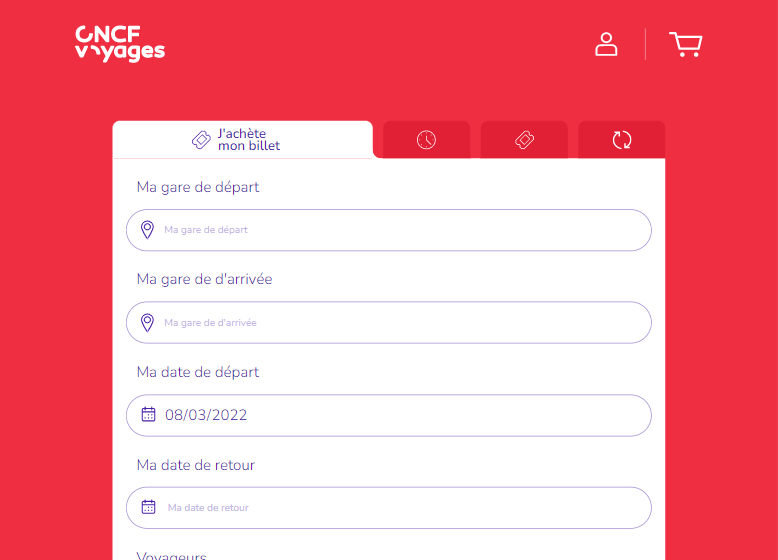 ONCF
voyages
J'achète
mon billet
Ma gare de départ
Ma gare de départ
Ma gare de d'arrivée
Ma gare de d'arrivée
Ma date de départ
08/03/2022
Ma date de retour
Ma date de retour
Voyageurs